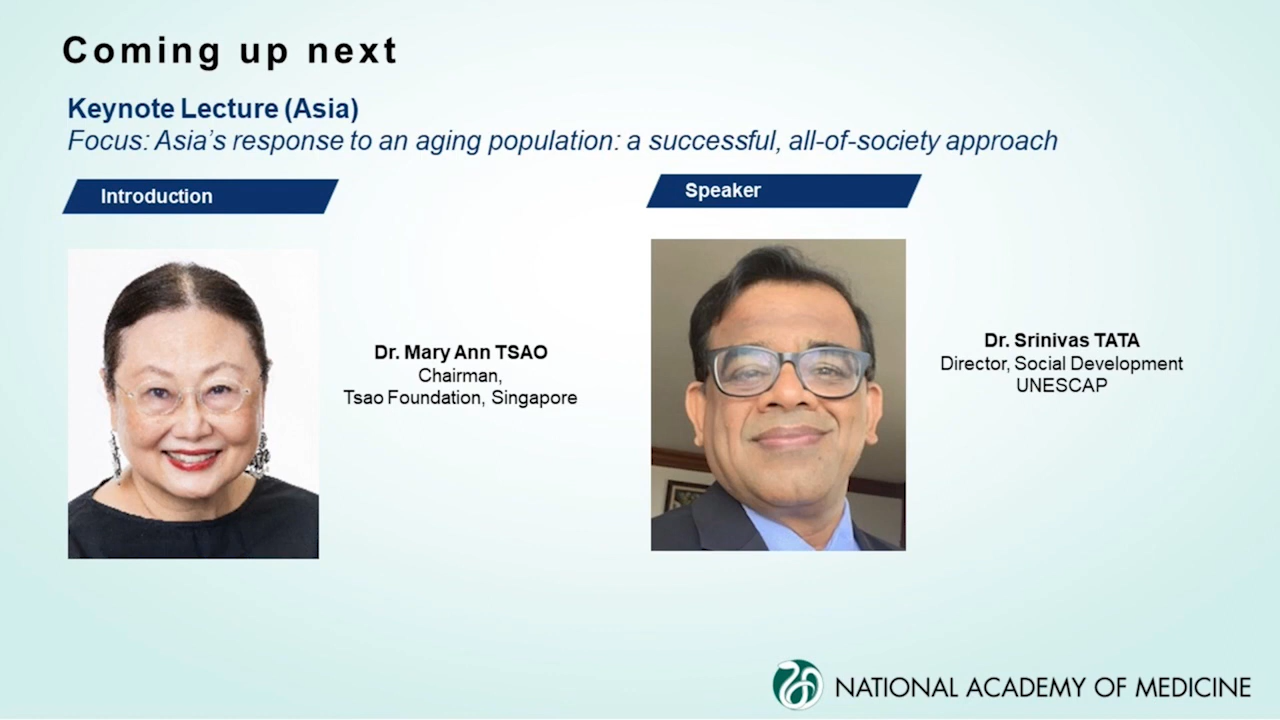 Coming up next
Keynote Lecture (Asia)
Focus: Asia's response to an aging population: a successful, all-of-society approach
Introduction
Dr. Mary Ann TSAO
Chairman,
Tsao Foundation, Singapore
Speaker
Dr. Srinivas TATA
Director, Social Development
UNESCAP
NATIONAL ACADEMY OF MEDICINE